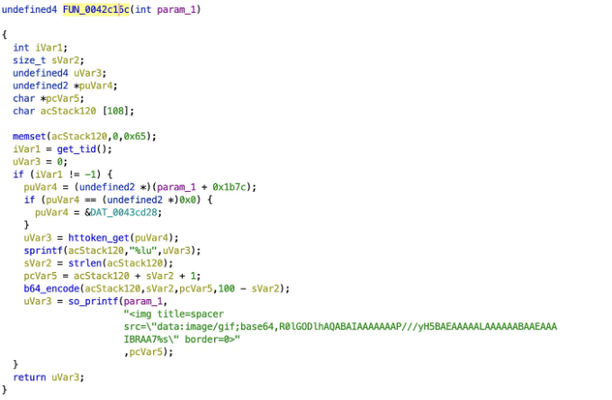 undefined4 FUN_0042c16c(int param_1)
{
int iVar1;
size_t sVar2;
undefined4 uVar3;
undefined2 *puVar4;
char *pcVar5;
char acStack120 [108];
memset(acStack120,0,0x65);
iVar1 = get_tid();
uVar3 = 0;
if (iVar1 != -1) {
puVar4 = (undefined2 *)(param_1 + 0x1b7c);
if (puVar4 == (undefined2 *)0x0) {
puVar4 = &DAT_0043cd28;
}
uVar3 = httoken_get(puVar4);
sprintf(acStack120,"%lu",uVar3);
sVar2 = strlen(acStack120);
pcVar5 = acStack120 + sVar2 + 1;
b64_encode(acStack120,sVar2,pcVar5,100 - sVar2);
uVar3 = so_printf(param_1,
"<img title=spacer
src=\"data:image/gif;base64,R0lGODlhAQABAIAAAAAAAP///yH5BAEAAAAALAAAAAABAAEAAA
IBRAA7%s\" border=0>"
,pcVar5);
}
return uVar3;
}